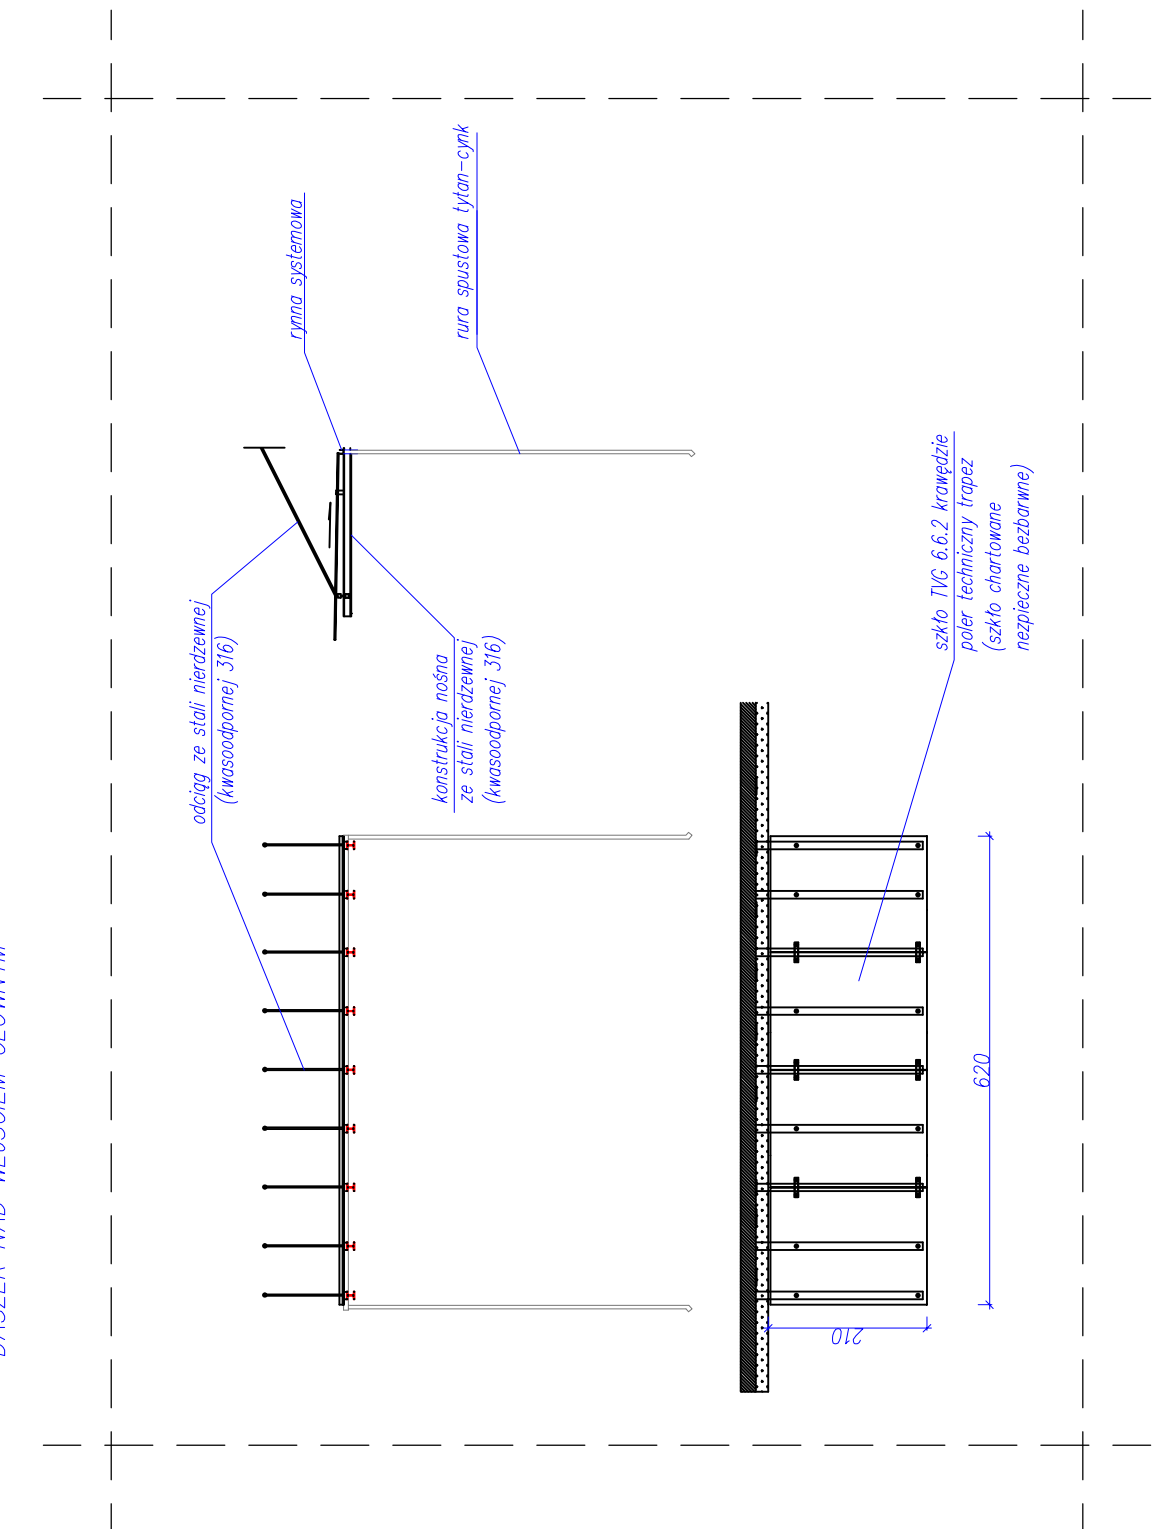 rynna systemowa
rura spustowa tytan-cynk
odciąg ze stali nierdzewnej
(kwasoodpornej 316)
konstrukcja nośna
ze stali nierdzewnej
(kwasoodpornej 316)
szkło TVG 6.6.2 krawędzie
poler techniczny trapez
(szkło chartowane
nezpieczne bezbarwne)
620
210